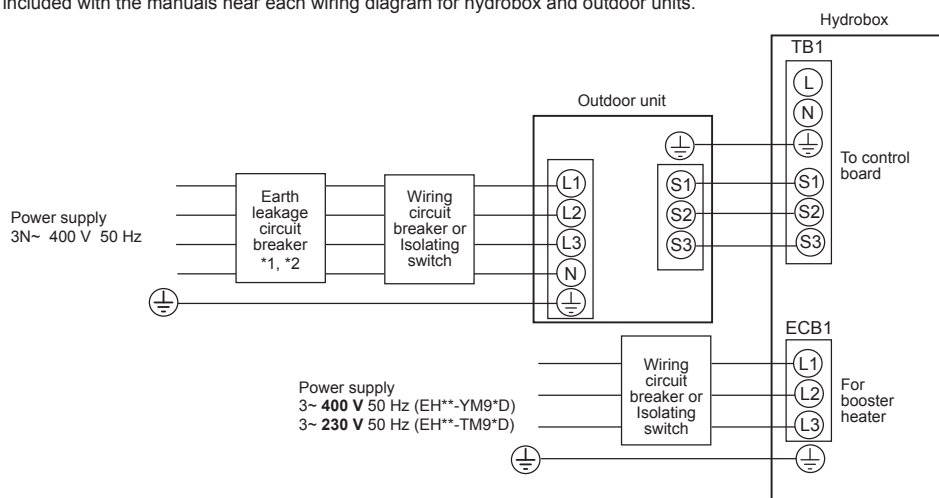 included with the manuals near each wiring diagram for hydrobox and outdoor units.
Hydrobox
TB1
L
N
To control
board
S1
S2
S3
Outdoor unit
L1
L2
L3
N
S1
S2
S3
Earth
leakage
circuit
breaker
*1, *2
Wiring
circuit
breaker or
Isolating
switch
Power supply
3N~ 400 V 50 Hz
ECB1
L1
L2
L3
For
booster
heater
Wiring
circuit
breaker or
Isolating
switch
Power supply
3~ 400 V 50 Hz (EH**-YM9*D)
3~ 230 V 50 Hz (EH**-TM9*D)